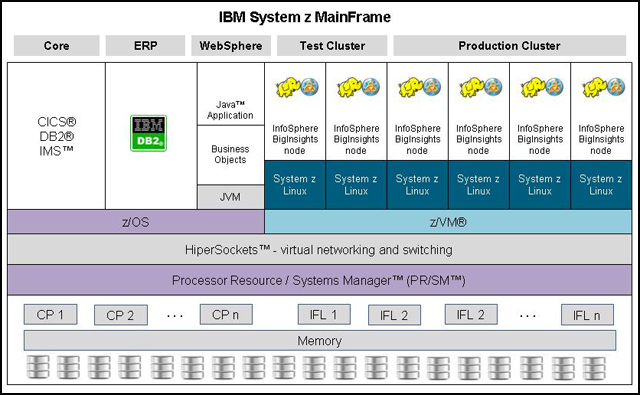 IBM System z MainFrame
Core ERP WebSphere Test Cluster Production Cluster
CICS®
DB2®
IMS™
IBM
DB2®
Java™
Application
Business
Objects
JVM
InfoSphere
BigInsights
node
System z
Linux
InfoSphere
BigInsights
node
System z
Linux
InfoSphere
BigInsights
node
System z
Linux
InfoSphere
BigInsights
node
System z
Linux
InfoSphere
BigInsights
node
System z
Linux
InfoSphere
BigInsights
node
System z
Linux
z/OS z/VM®
HiperSockets™ - virtual networking and switching
Processor Resource / Systems Manager™ (PR/SM™)
CP 1 CP 2 ... CP n IFL 1 IFL 2 IFL 2 ... IFL n
Memory